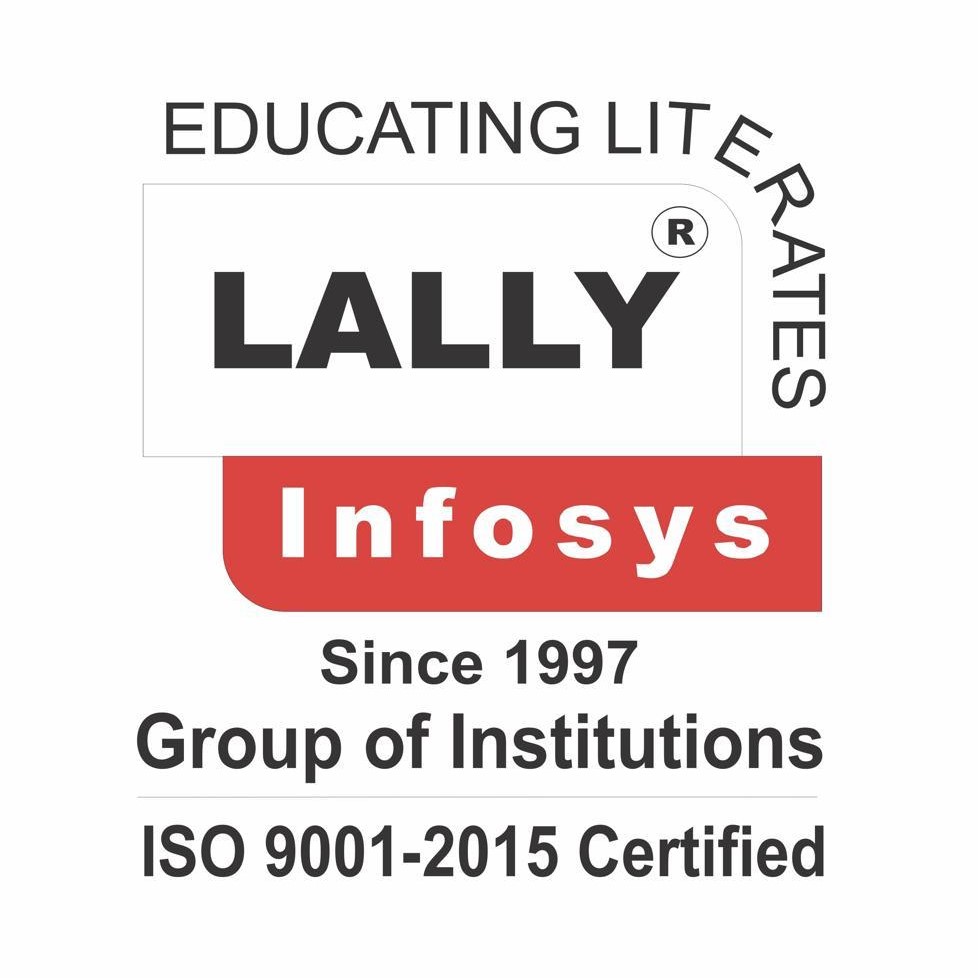 EDUCATING LITERATES
LALLY ®
Infosys
Since 1997
Group of Institutions
ISO 9001-2015 Certified